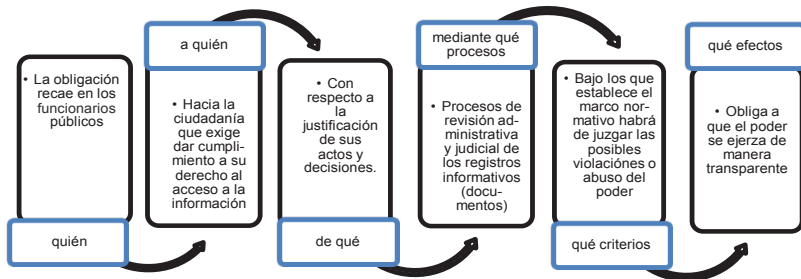 • La obligación
recae en los
funcionarios
públicos
quién
a quién
• Hacia la
ciudadanía
que exige
dar cumpli-
miento a su
derecho al
acceso a la
información
• Con
respecto a
la
justificación
de sus
actos y
decisiones.
de qué
mediante qué
procesos
• Procesos de
revisión ad-
ministrativa
y judicial de
los registros
informativos
(docu-
mentos)
• Bajo los que
establece el
marco nor-
mativo habrá
de juzgar las
posibles
violaciónes o
abuso del
poder
qué criterios
qué efectos
• Obliga a
a que el poder
se ejerza de
manera
transparente